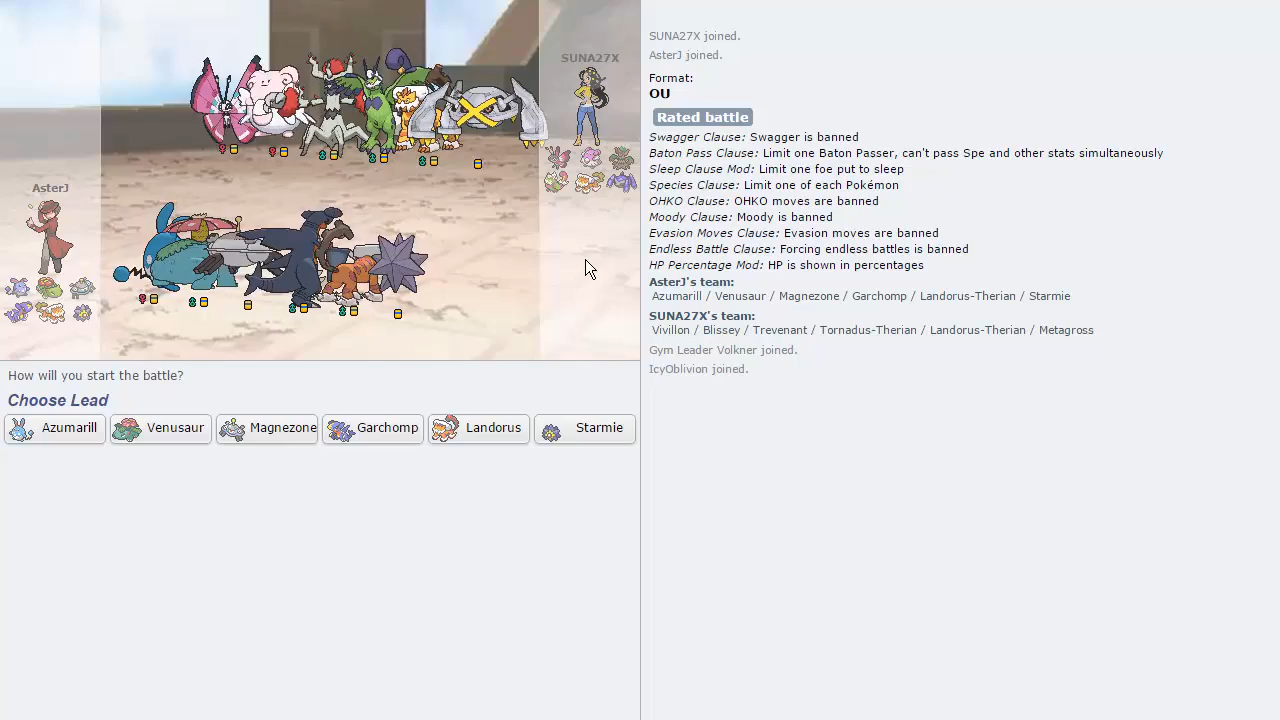 SUNA27X
AsterJ
How will you start the battle?
Choose Lead
Azumarill
Venusaur
Magnezone
Garchomp
Landorus
Starmie
SUNA27X joined.
AsterJ joined.
Format:
OU
Rated battle
Swagger Clause: Swagger is banned
Baton Pass Clause: Limit one Baton Passer, can't pass Spe and other stats simultaneously
Sleep Clause Mod: Limit one foe put to sleep
Species Clause: Limit one of each Pokémon
OHKO Clause: OHKO moves are banned
Moody Clause: Moody is banned
Evasion Moves Clause: Evasion moves are banned
Endless Battle Clause: Forcing endless battles is banned
HP Percentage Mod: HP is shown in percentages
AsterJ's team:
Azumarill / Venusaur / Magnezone / Garchomp / Landorus-Therian / Starmie
SUNA27X's team:
Vivillon / Blissey / Trevenant / Tornadus-Therian / Landorus-Therian / Metagross
Gym Leader Volkner joined.
IcyOblivion joined.